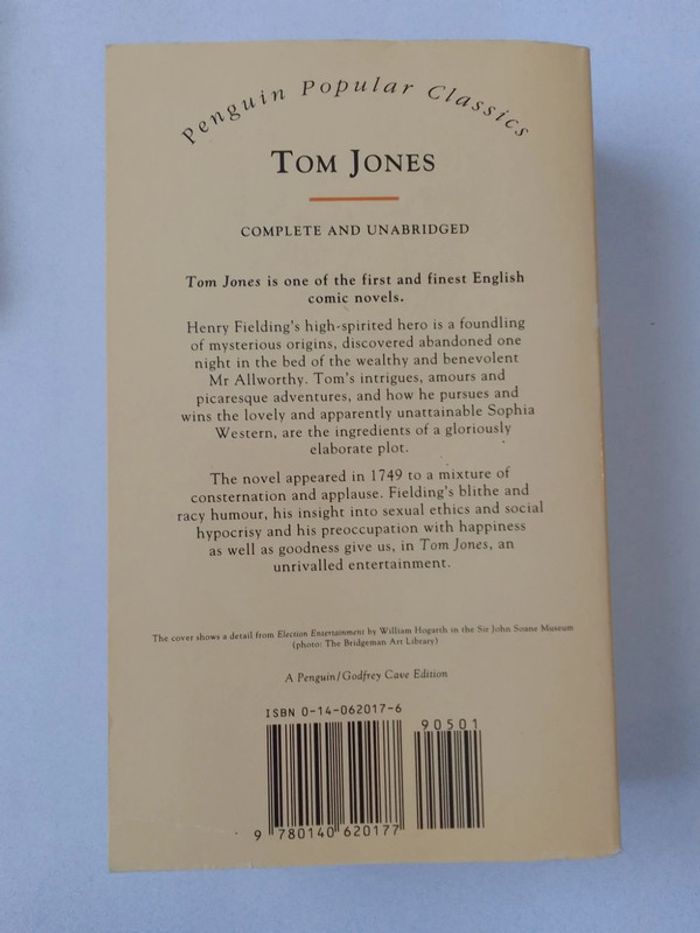 Penguin Popular Classics
TOM JONES
COMPLETE AND UNABRIDGED
Tom Jones is one of the first and finest English
comic novels.
Henry Fielding's high-spirited hero is a foundling
of mysterious origins, discovered abandoned one
night in the bed of the wealthy and benevolent
Mr Allworthy. Tom's intrigues, amours and
picaresque adventures, and how he pursues and
wins the lovely and apparently unattainable Sophia
Western, are the ingredients of a gloriously
elaborate plot.
The novel appeared in 1749 to a mixture of
consternation and applause. Fielding's blithe and
racy humour, his insight into sexual ethics and social
hypocrisy and his preoccupation with happiness
as well as goodness give us, in Tom Jones, an
unrivalled entertainment.
The cover shows a detail from Election Entertainment by William Hogarth in the Sir John Soane Museum
(photo: The Bridgeman Art Library)
A Penguin/Godfrey Cave Edition
ISBN 0-14-062017-6
90501
9 780140 620177